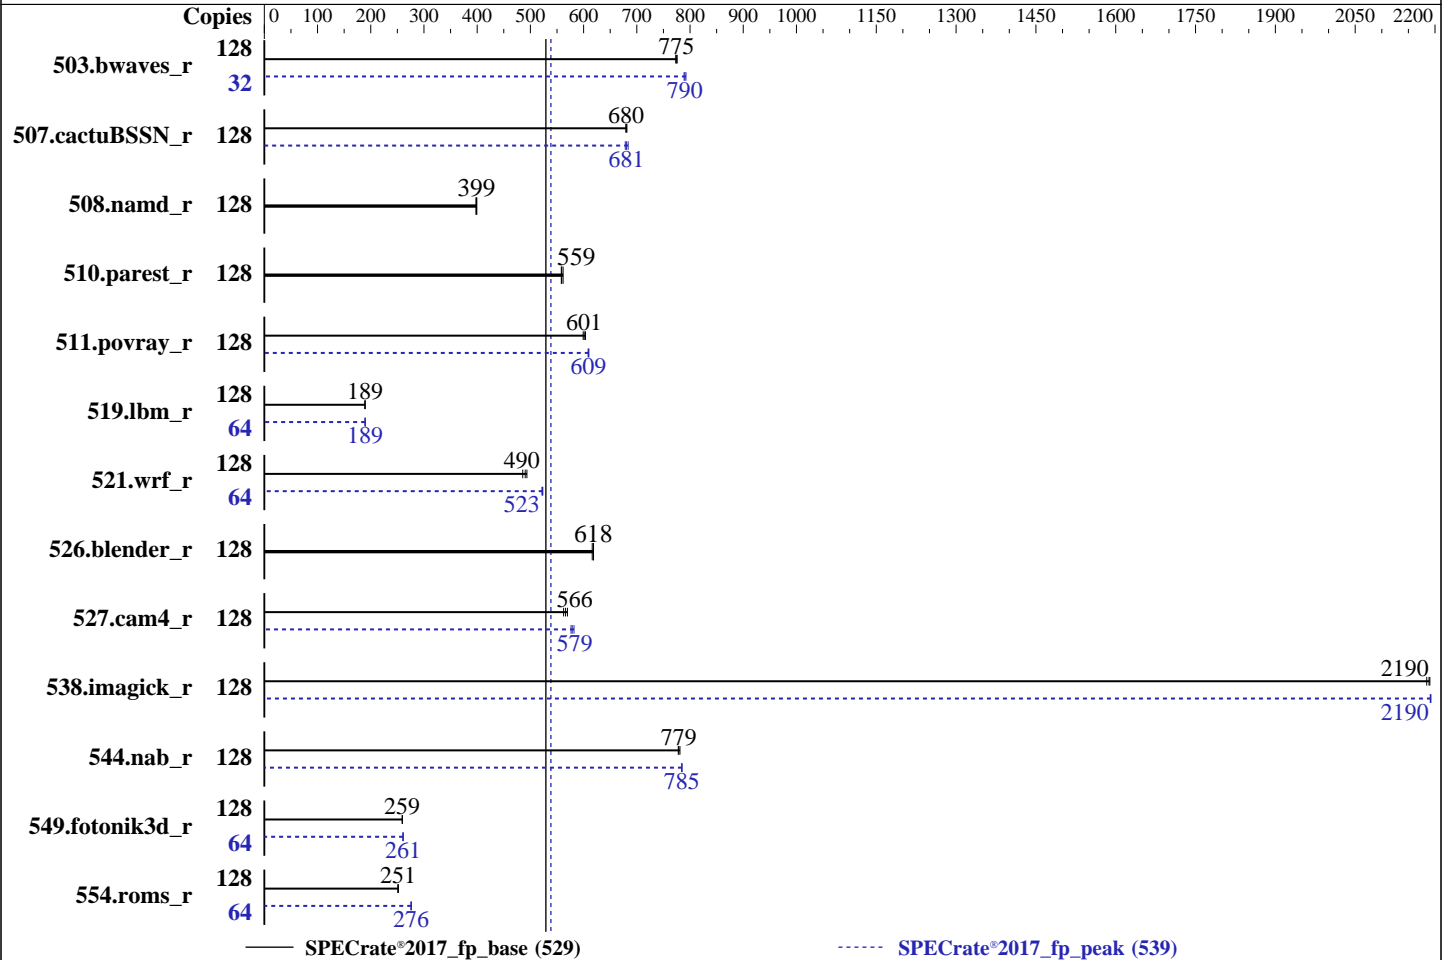 Copies 0 100 200 300 400 500 600 700 800 900 1000 1150 1300 1450 1600 1750 1900 2050 2200
503.bwaves_r 128 775
32 790
507.cactuBSSN_r 128 680
681
508.namd_r 128 399
510.parest_r 128 559
511.povray_r 128 601
609
519.lbm_r 128 189
64 189
521.wrf_r 128 490
64 523
526.blender_r 128 618
527.cam4_r 128 566
579
538.imagick_r 128 2190
2190
544.nab_r 128 779
785
549.fotonik3d_r 128 259
64 261
554.roms_r 128 251
64 276
SPECrate®2017_fp_base (529) SPECrate®2017_fp_peak (539)